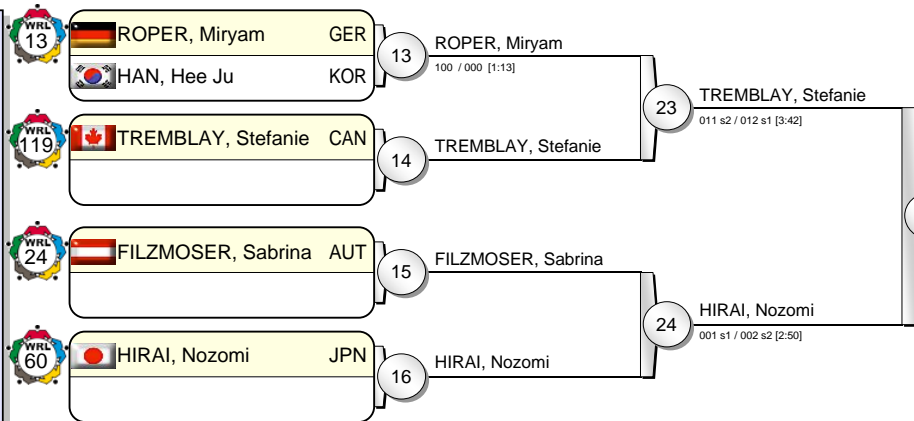 WRL
13
ROPER, Miryam GER
HAN, Hee Ju KOR
13
ROPER, Miryam
100 / 000 [1:13]
WRL
119
TREMBLAY, Stefanie CAN
14
TREMBLAY, Stefanie
23
TREMBLAY, Stefanie
011 s2 / 012 s1 [3:42]
WRL
24
FILZMOSER, Sabrina AUT
15
FILZMOSER, Sabrina
WRL
60
HIRAI, Nozomi JPN
16
HIRAI, Nozomi
24
HIRAI, Nozomi
001 s1 / 002 s2 [2:50]